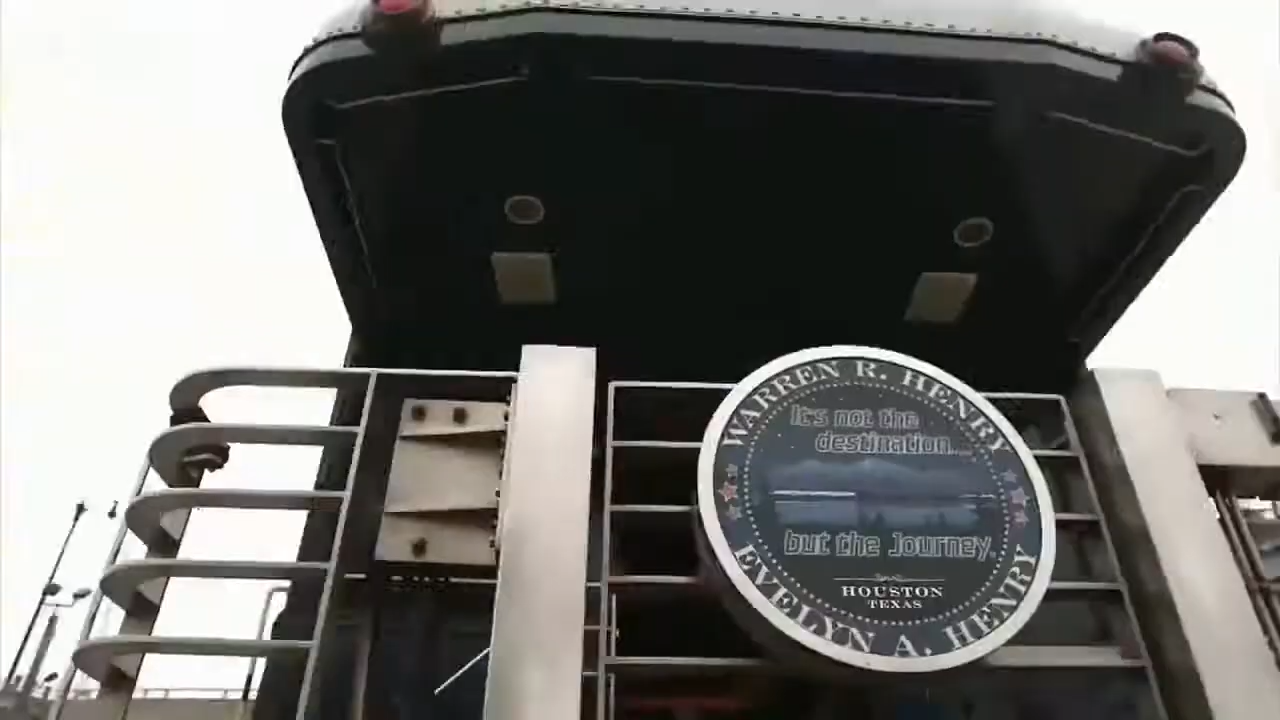 WARREN R. HENRY
It's not the
destination...
but the Journey.
HOUSTON
TEXAS
EVELYN A. HENRY